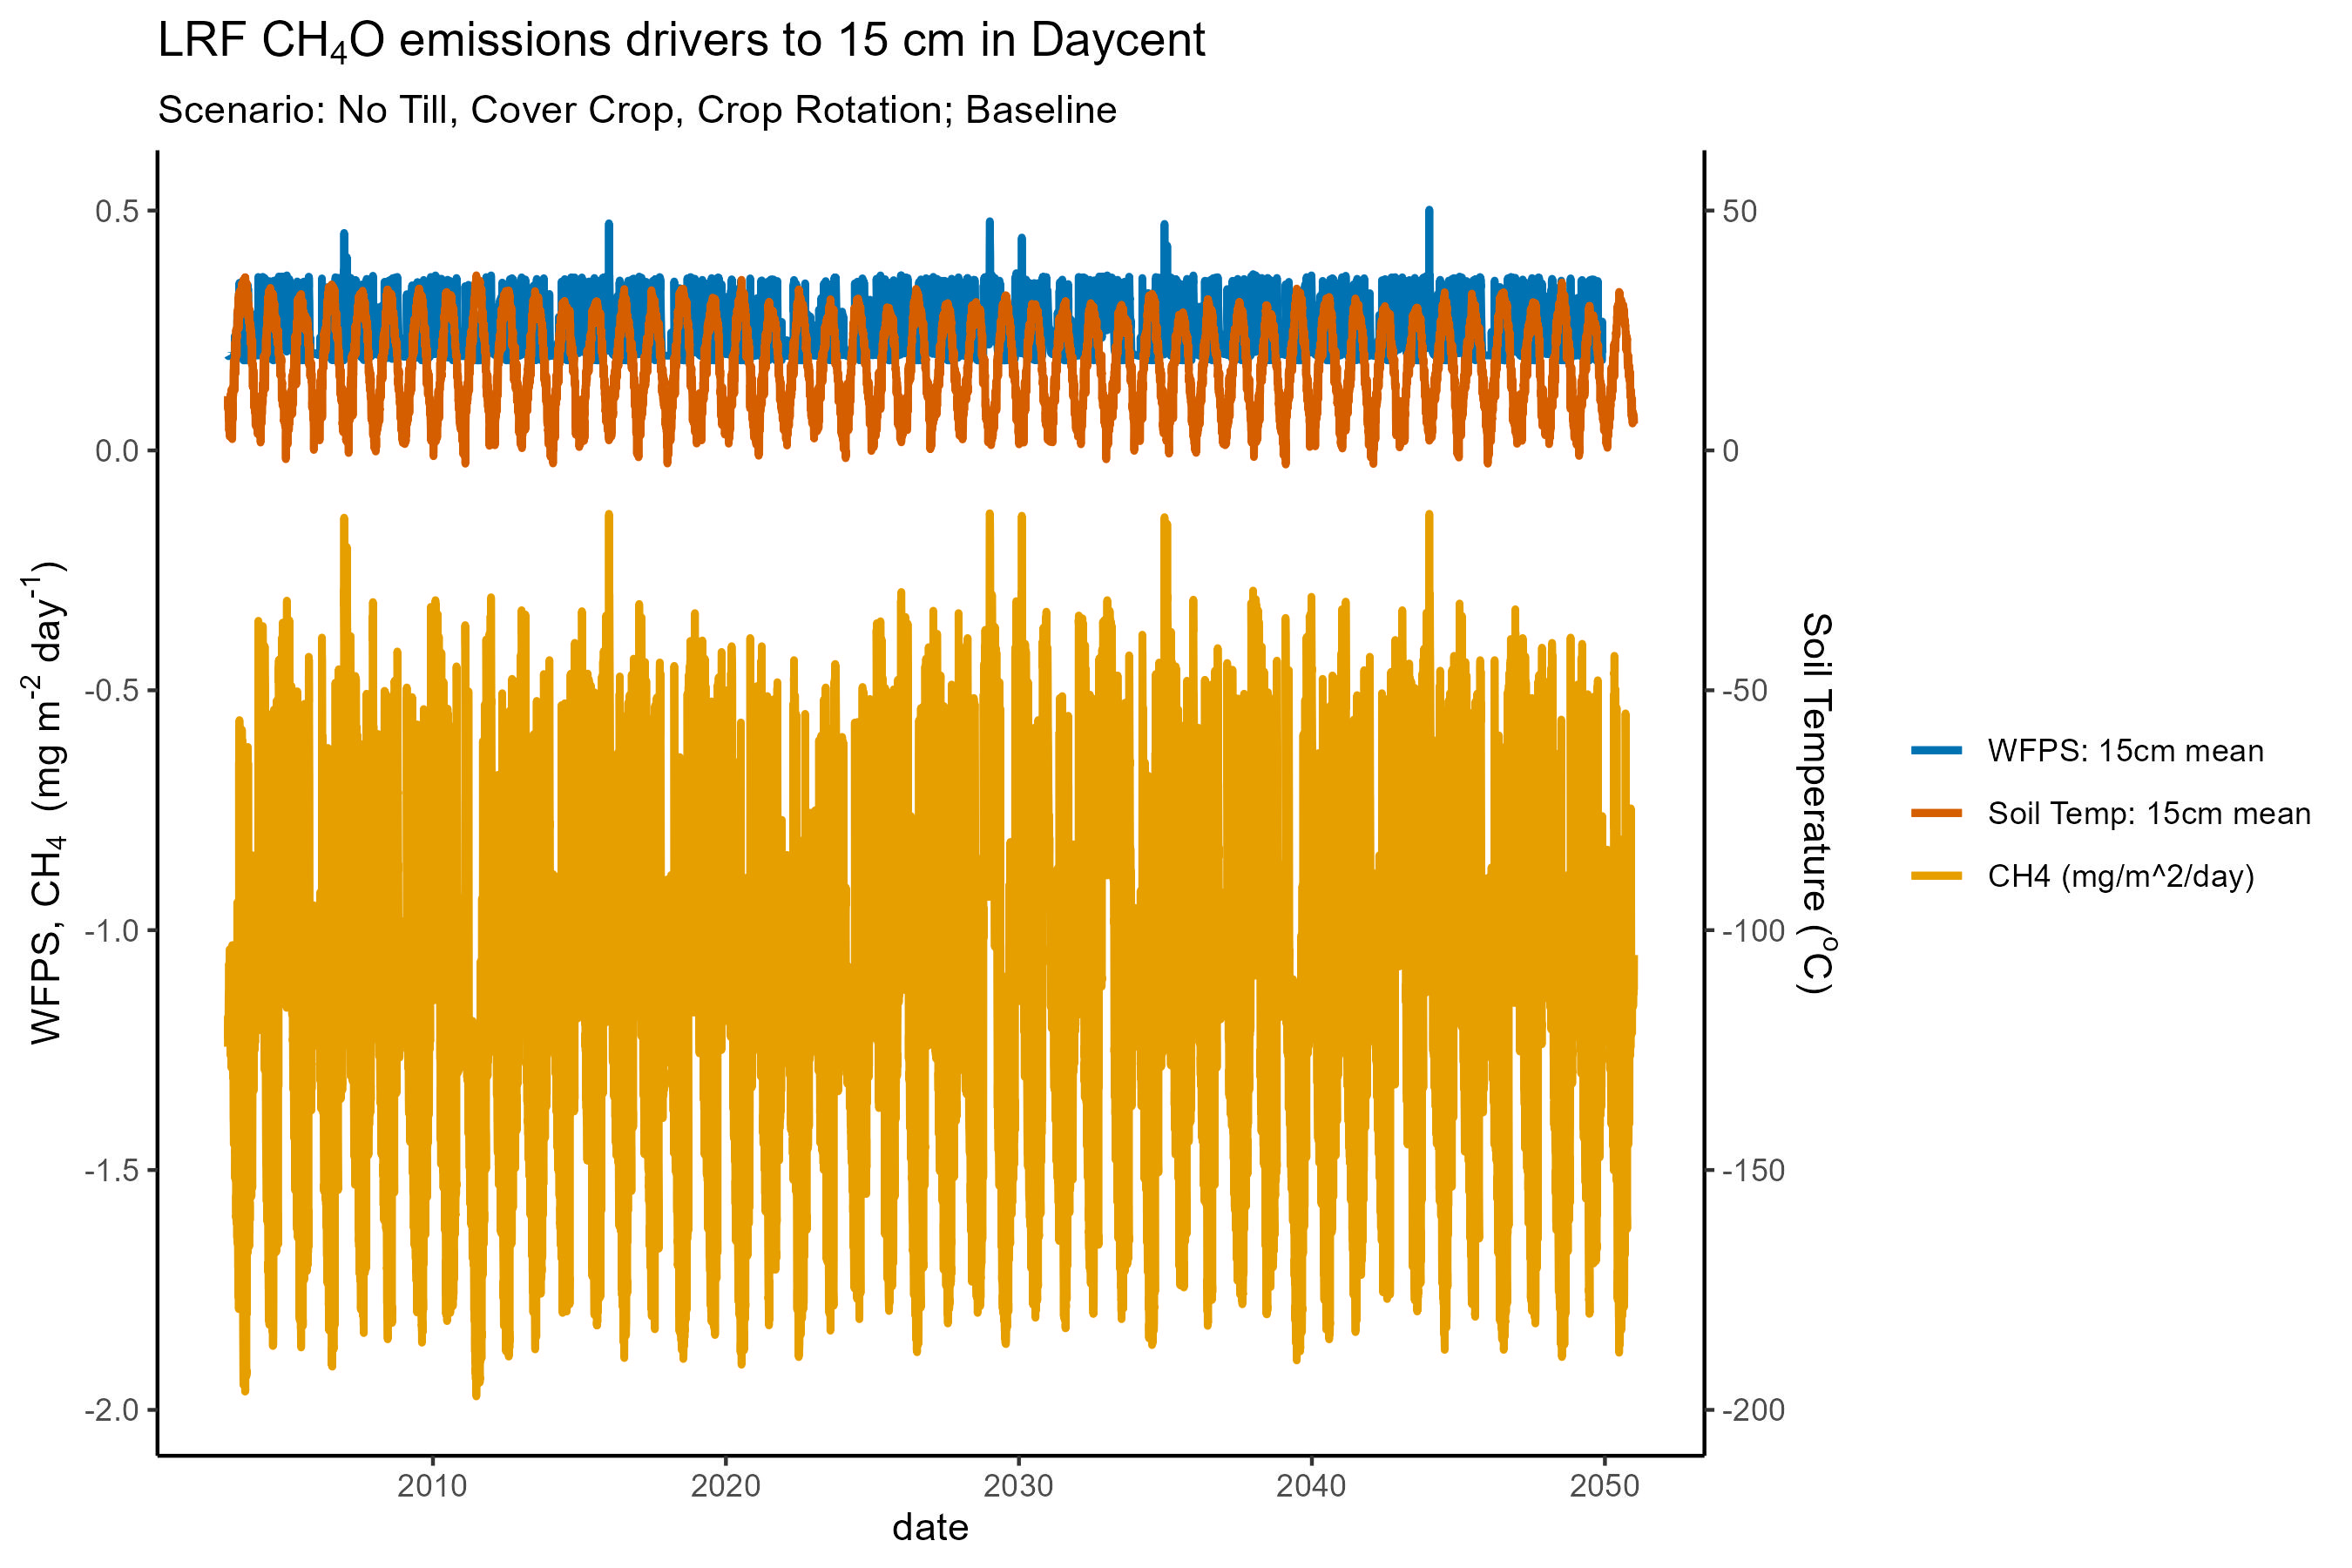 LRF CH₄O emissions drivers to 15 cm in Daycent
Scenario: No Till, Cover Crop, Crop Rotation; Baseline
WFPS, CH₄ (mg m⁻² day⁻¹)
0.5
0.0
-0.5
-1.0
-1.5
-2.0
50
0
-50
-100
-150
-200
Soil Temperature (ᵒC)
2010
2020
2030
2040
2050
date
WFPS: 15cm mean
Soil Temp: 15cm mean
CH4 (mg/m^2/day)